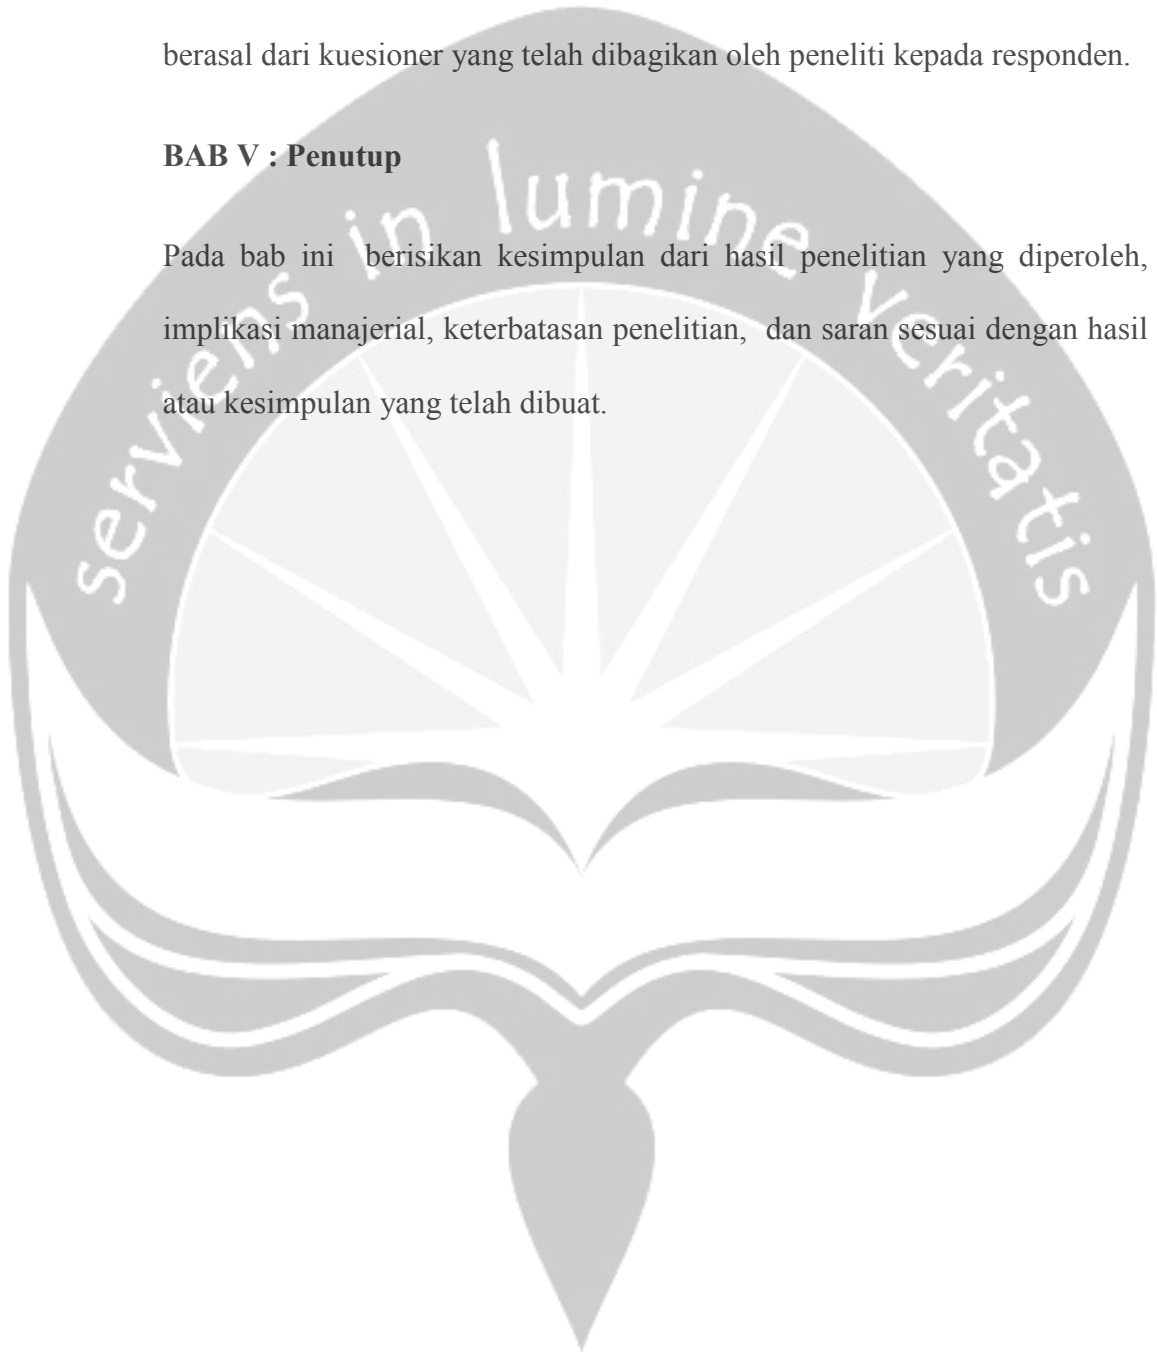 berasal dari kuesioner yang telah dibagikan oleh peneliti kepada responden.
BAB V : Penutup
serviens in lumine veritatis
Pada bab ini berisikan kesimpulan dari hasil penelitian yang diperoleh,
implikasi manajerial, keterbatasan penelitian, dan saran sesuai dengan hasil
atau kesimpulan yang telah dibuat.